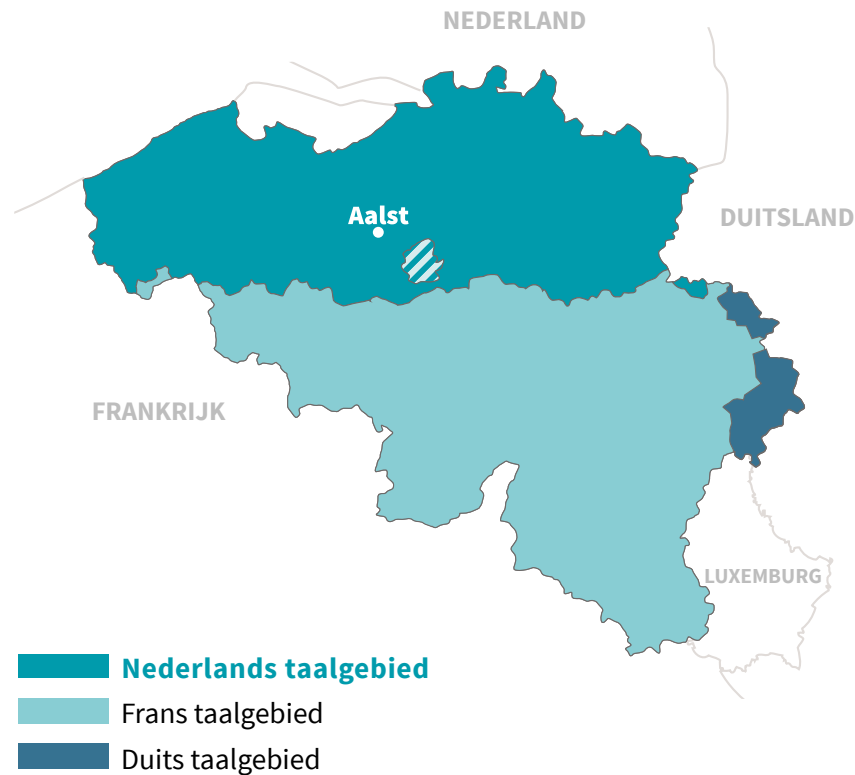 NEDERLAND
Aalst
DUITSLAND
FRANKRIJK
LUXEMBURG
Nederlands taalgebied
Frans taalgebied
Duits taalgebied